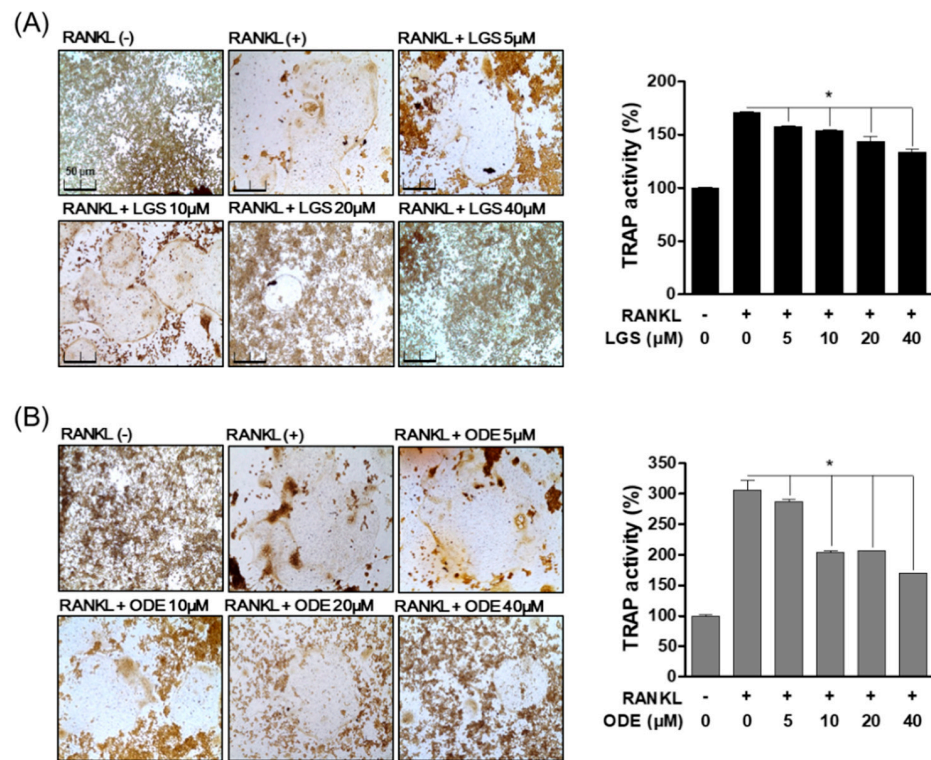 (A)
RANKL (-) RANKL (+) RANKL + LGS 5µM
50 µm
RANKL + LGS 10µM RANKL + LGS 20µM RANKL + LGS 40µM
TRAP activity (%)
200
150
100
50
0
*
RANKL - + + + + +
LGS (µM) 0 0 5 10 20 40
(B)
RANKL (-) RANKL (+) RANKL + ODE 5µM
RANKL + ODE 10µM RANKL + ODE 20µM RANKL + ODE 40µM
TRAP activity (%)
350
300
250
200
150
100
50
0
*
RANKL - + + + + +
ODE (µM) 0 0 5 10 20 40